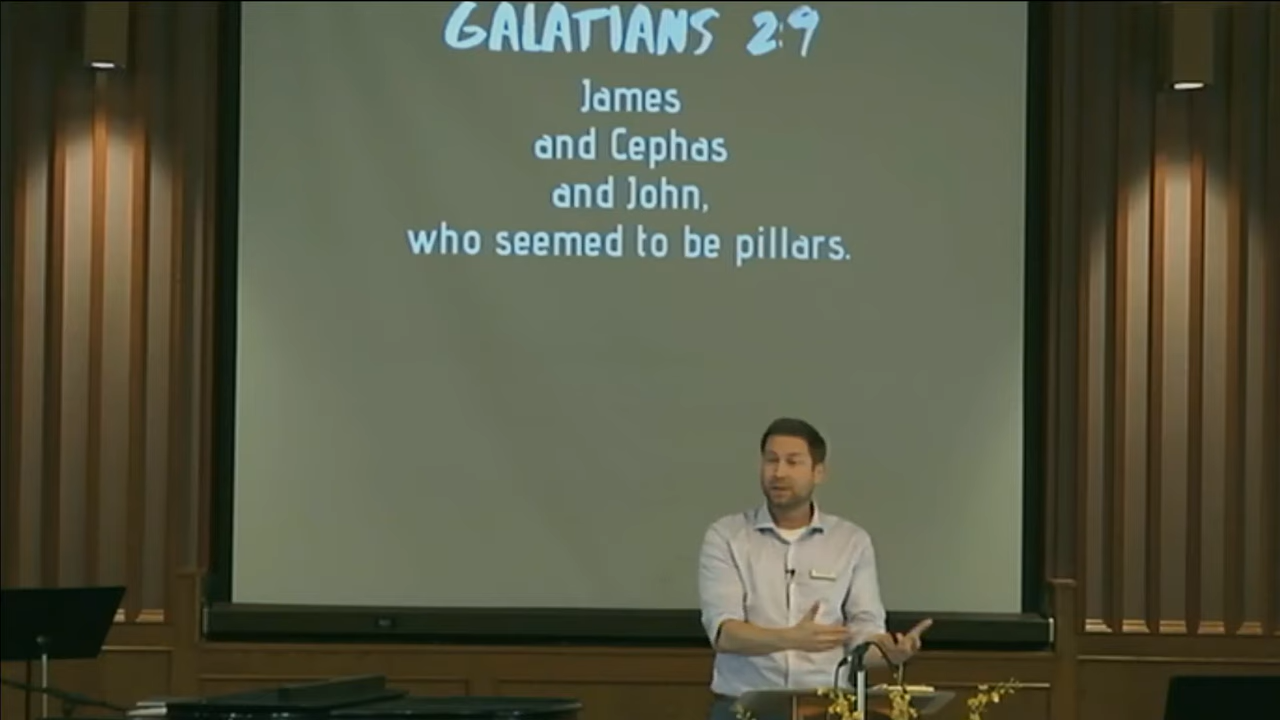 GALATIANS 2:9
James
and Cephas
and John,
who seemed to be pillars.